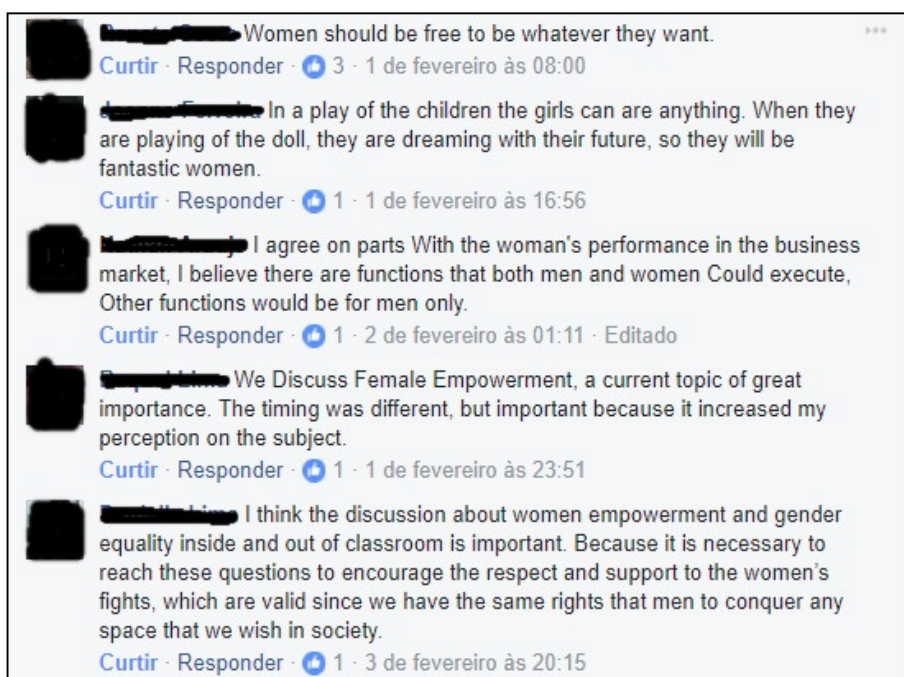 Women should be free to be whatever they want.
Curtir · Responder · 3 · 1 de fevereiro às 08:00
In a play of the children the girls can are anything. When they
are playing of the doll, they are dreaming with their future, so they will be
fantastic women.
Curtir · Responder · 1 · 1 de fevereiro às 16:56
I agree on parts With the woman's performance in the business
market, I believe there are functions that both men and women Could execute,
Other functions would be for men only.
Curtir · Responder · 1 · 2 de fevereiro às 01:11 · Editado
We Discuss Female Empowerment, a current topic of great
importance. The timing was different, but important because it increased my
perception on the subject.
Curtir · Responder · 1 · 1 de fevereiro às 23:51
I think the discussion about women empowerment and gender
equality inside and out of classroom is important. Because it is necessary to
reach these questions to encourage the respect and support to the women's
fights, which are valid since we have the same rights that men to conquer any
space that we wish in society.
Curtir · Responder · 1 · 3 de fevereiro às 20:15